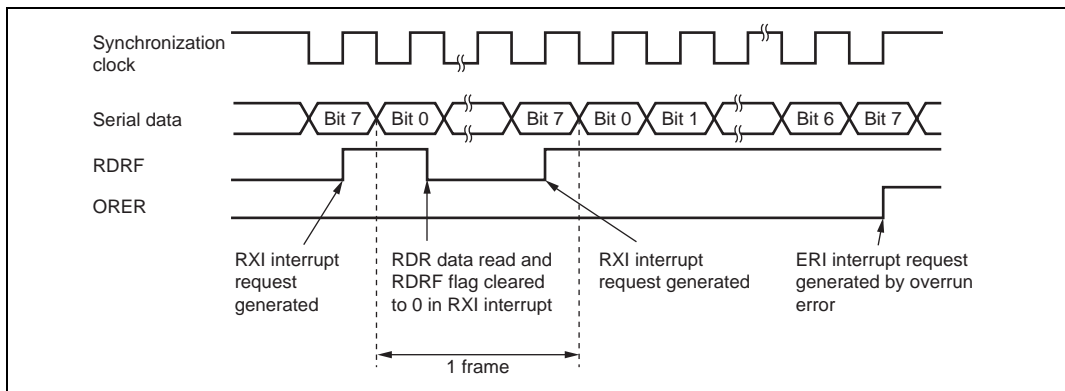 Synchronization
clock
Serial data
Bit 7
Bit 0
Bit 7
Bit 0
Bit 1
Bit 6
Bit 7
RDRF
ORER
RXI interrupt
request
generated
RDR data read and
RDRF flag cleared
to 0 in RXI interrupt
RXI interrupt
request generated
ERI interrupt request
generated by overrun
error
1 frame